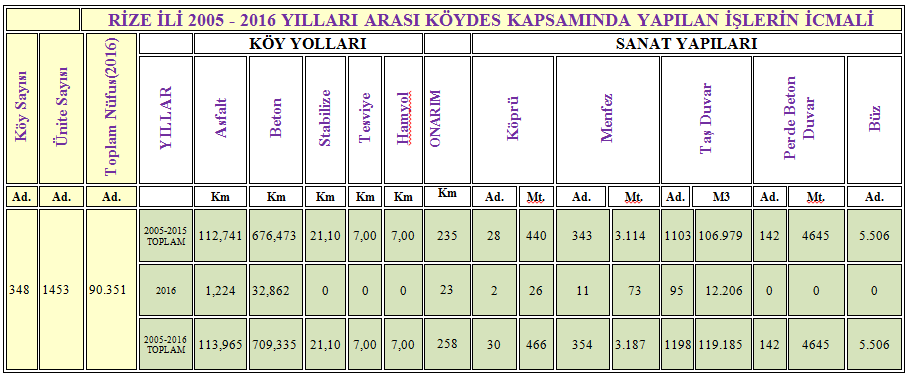 RİZE İLİ 2005 - 2016 YILLARI ARASI KÖYDES KAPSAMINDA YAPILAN İŞLERİN İCMALİ
KÖY YOLLARI SANAT YAPILARI
Köy Sayısı Ünite Sayısı Toplam Nüfus(2016) YILLAR Asfalt Beton Stabilize Tesviye Hamyol ONARIM Köprü Menfez Taş Duvar Perde Beton Duvar Büz
Ad. Ad. Ad. Km Km Km Km Km Km Ad. Mt. Ad. Mt. Ad. M3 Ad. Mt. Ad.
2005-2015 TOPLAM 112,741 676,473 21,10 7,00 7,00 235 28 440 343 3.114 1103 106.979 142 4645 5.506
348 1453 90.351 2016 1,224 32,862 0 0 0 23 2 26 11 73 95 12.206 0 0 0
2005-2016 TOPLAM 113,965 709,335 21,10 7,00 7,00 258 30 466 354 3.187 1198 119.185 142 4645 5.506